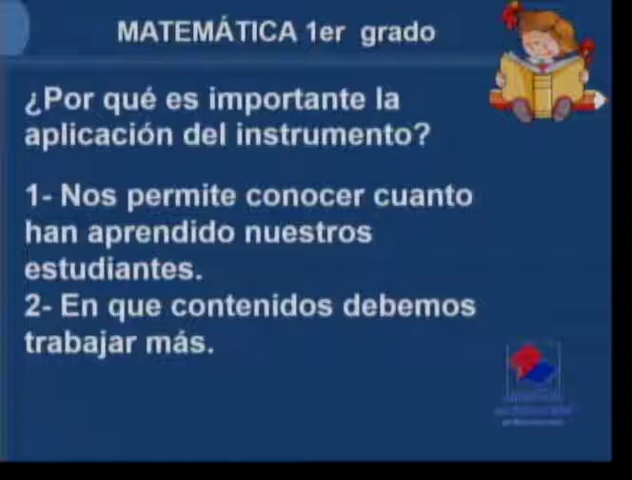 MATEMÁTICA 1er grado
¿Por qué es importante la
aplicación del instrumento?
1- Nos permite conocer cuanto
han aprendido nuestros
estudiantes.
2- En que contenidos debemos
trabajar más.